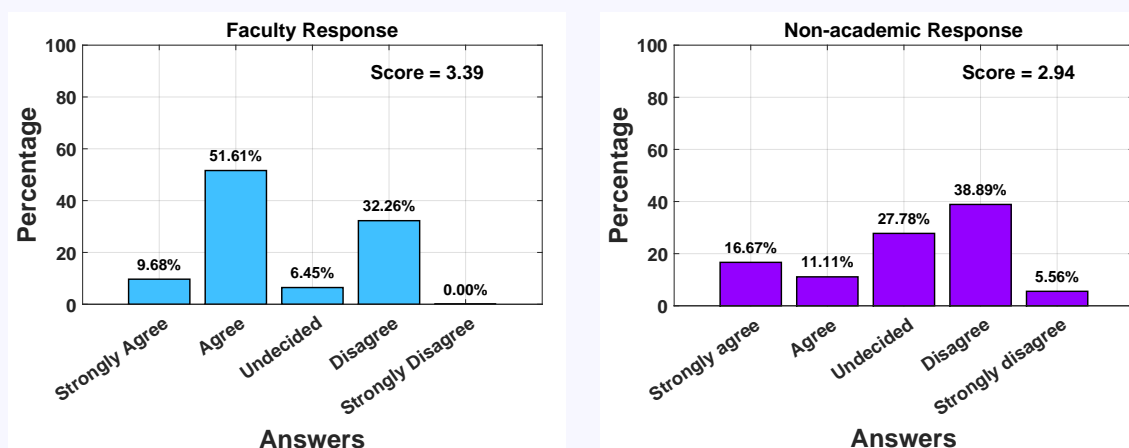 Faculty Response
Score = 3.39
Percentage
100
80
60
40
20
0
9.68%
51.61%
6.45%
32.26%
0.00%
Strongly Agree
Agree
Undecided
Disagree
Strongly Disagree
Answers
Non-academic Response
Score = 2.94
Percentage
100
80
60
40
20
0
16.67%
11.11%
27.78%
38.89%
5.56%
Strongly agree
Agree
Undecided
Disagree
Strongly disagree
Answers